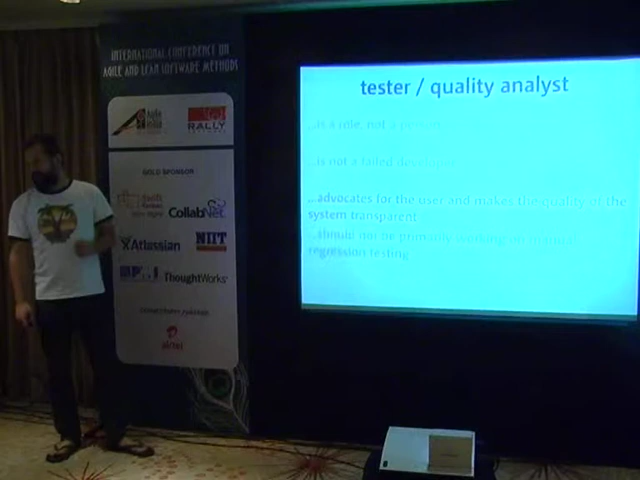 INTERNATIONAL CONFERENCE ON
AGILE AND LEAN SOFTWARE METHODS
RALLY
GOLD SPONSOR
CollabNet
Atlassian
NIIT
ThoughtWorks
airtel
tester / quality analyst
...is a role, not a person
...is not a failed developer
...advocates for the user and makes the quality of the
system transparent
...should not be primarily working on manual
regression testing